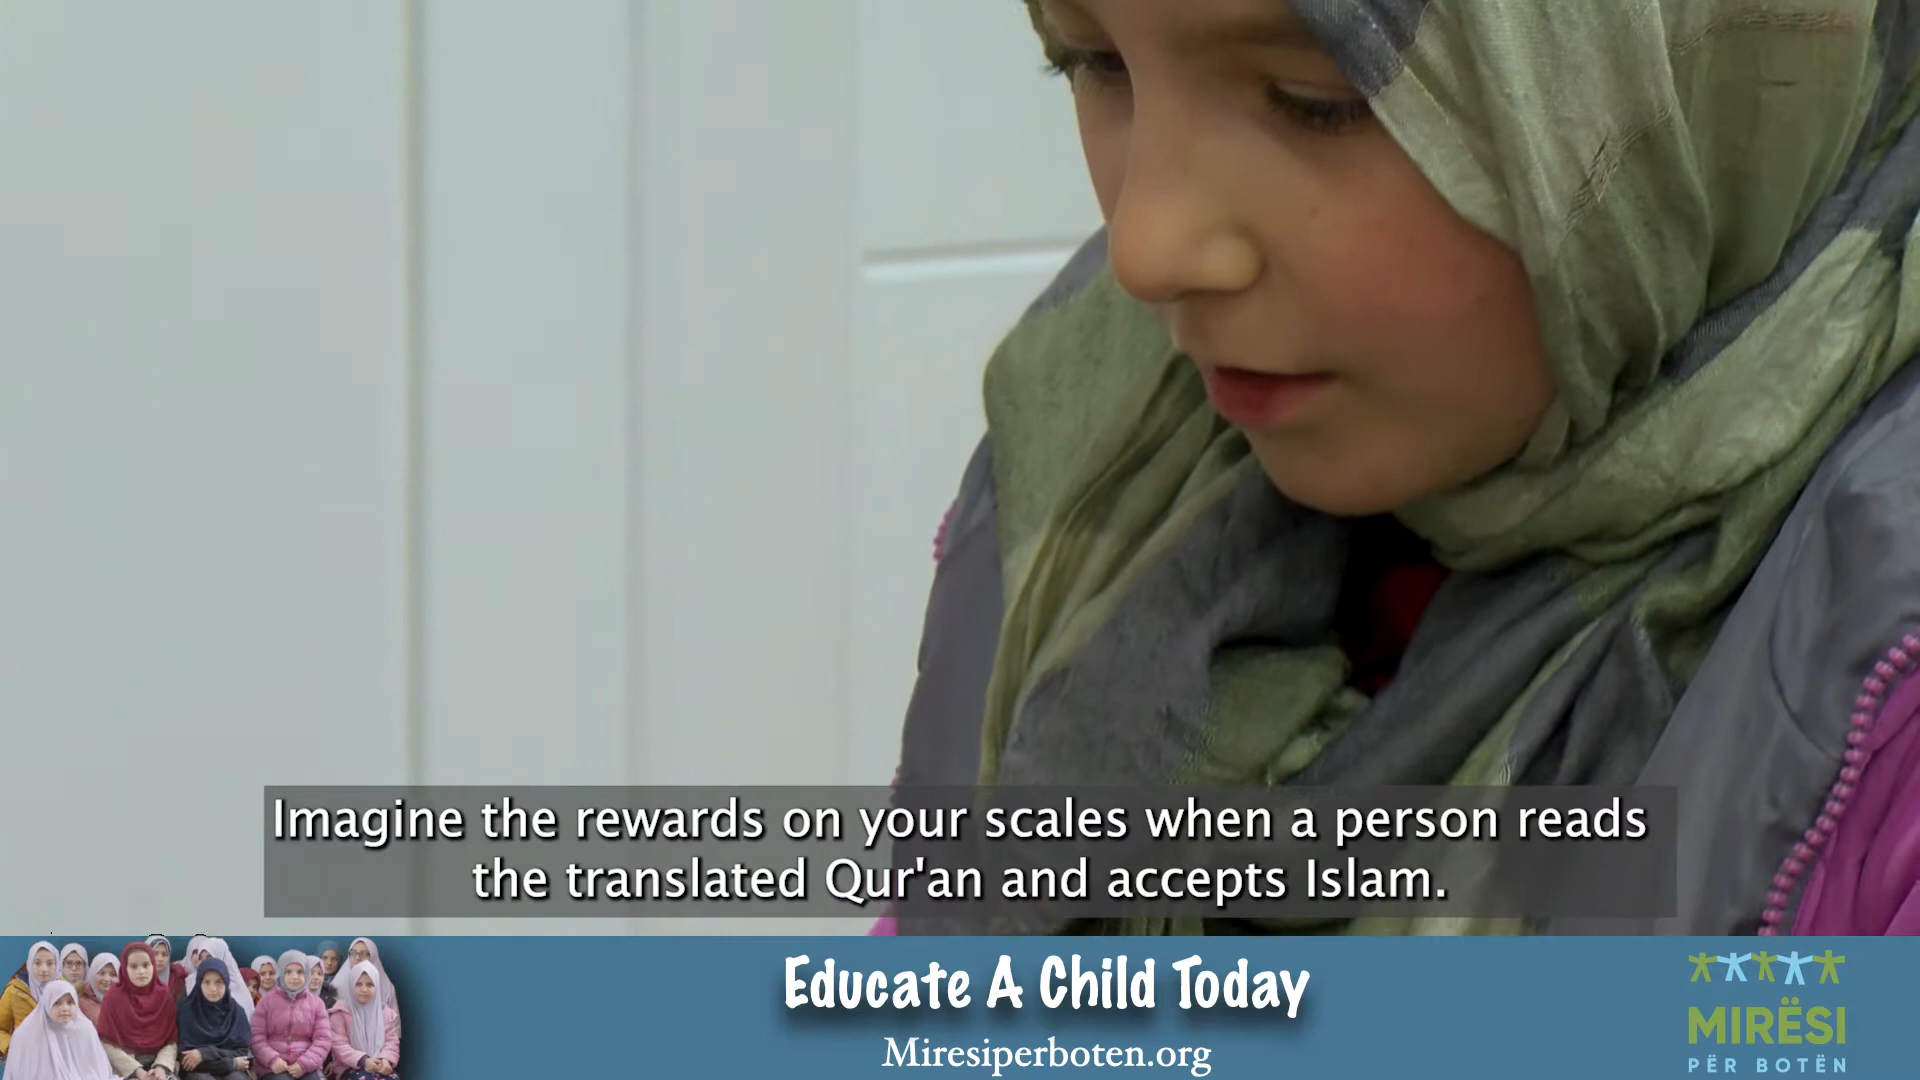 Imagine the rewards on your scales when a person reads
the translated Qur'an and accepts Islam.
Educate A Child Today
Miresiperboten.org
MIRËSI
PËR BOTËN